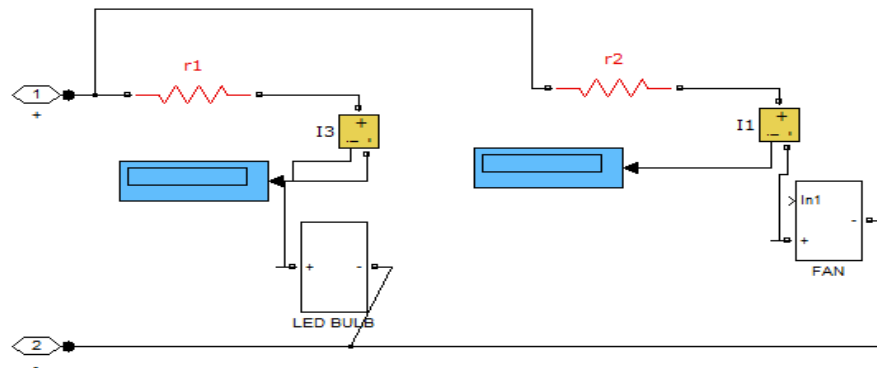 r1
r2
1
+
I3
+
-
I1
+
-
In1
+
-
FAN
+
-
LED BULB
2